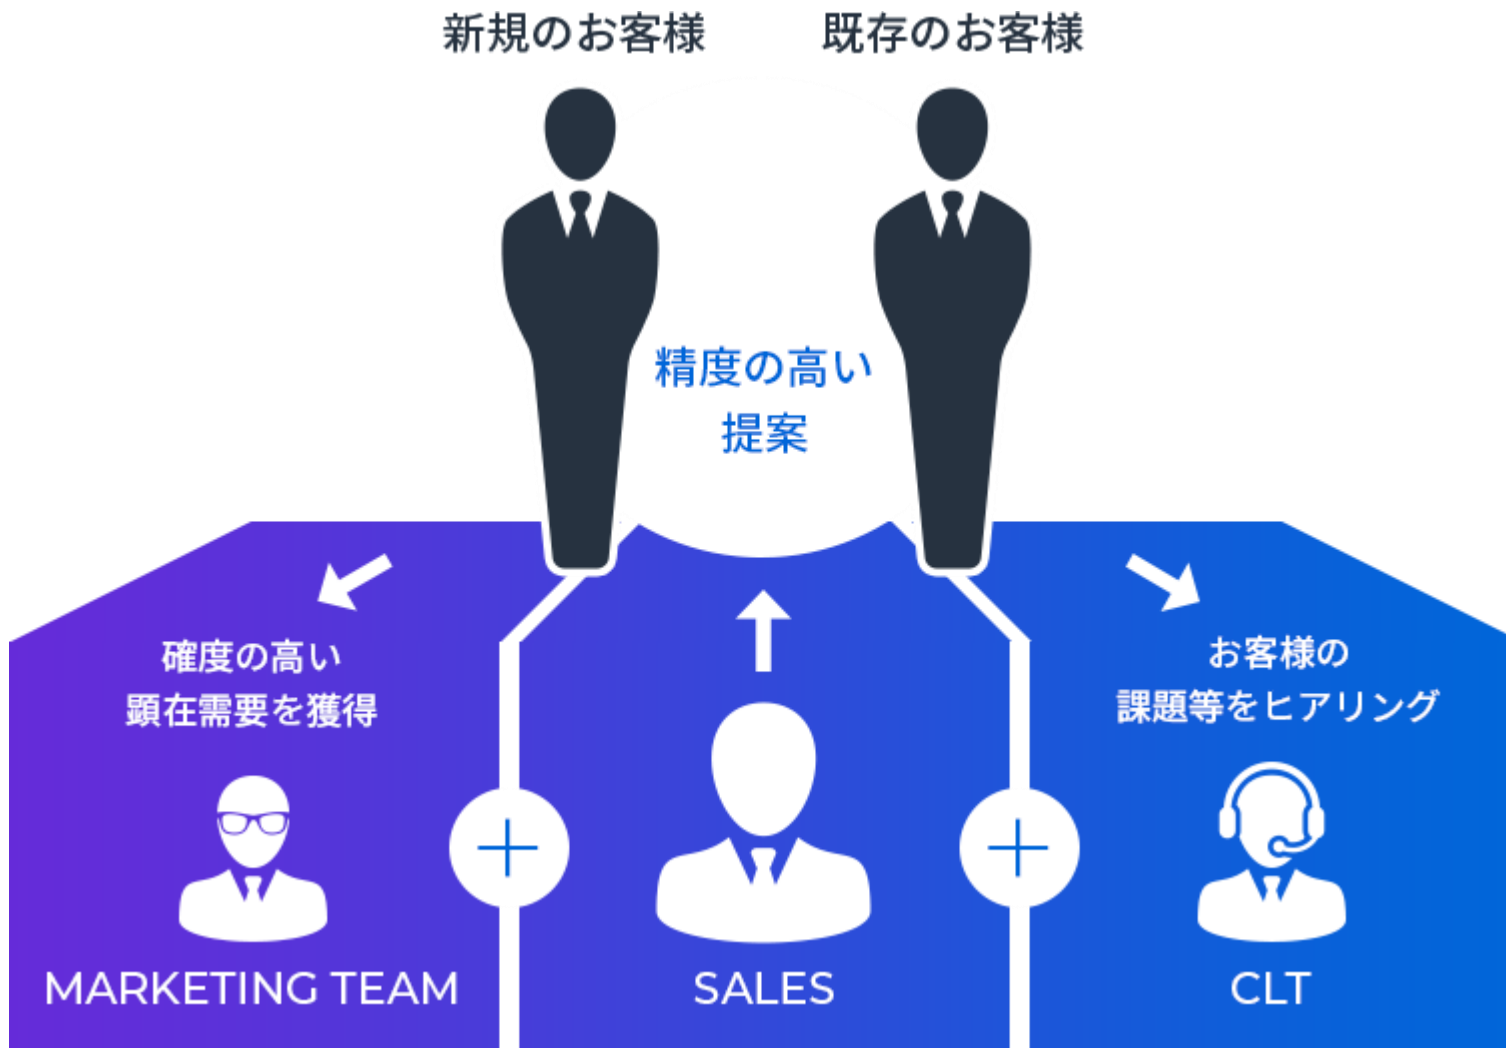 新規のお客様
既存のお客様
精度の高い
提案
確度の高い
顕在需要を獲得
お客様の
課題等をヒアリング
MARKETING TEAM
SALES
CLT